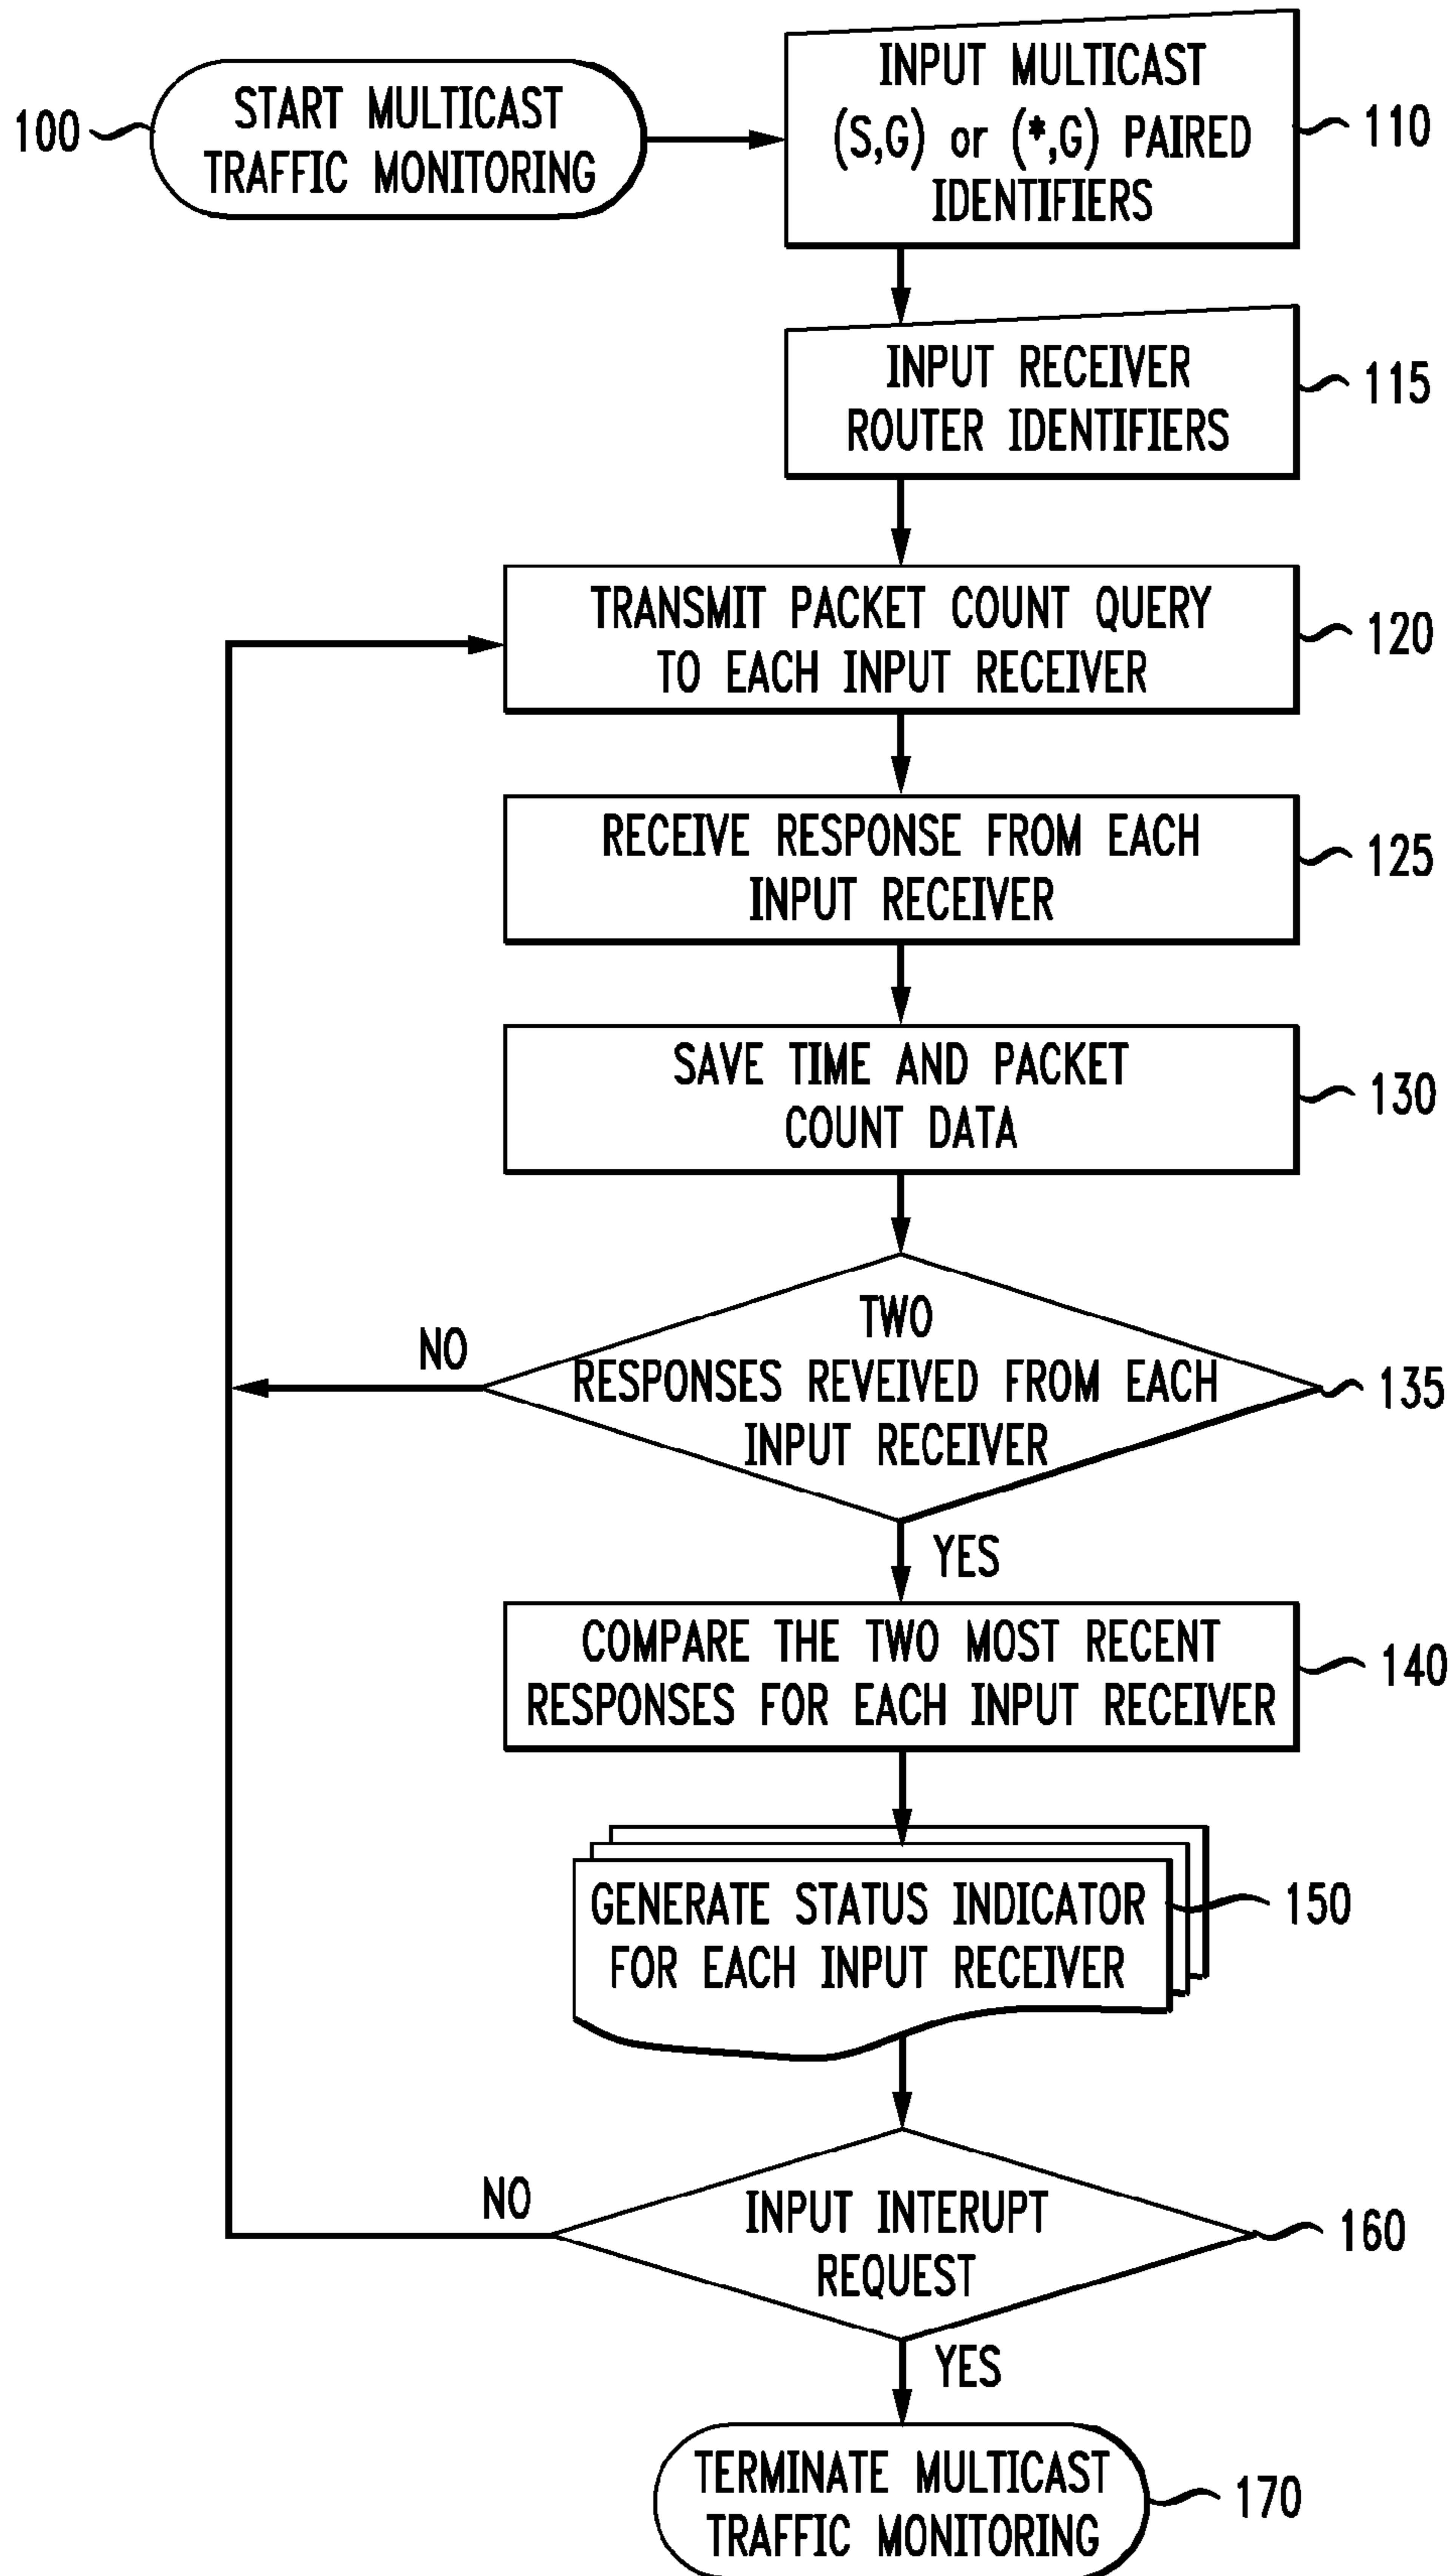 100
START MULTICAST
TRAFFIC MONITORING
INPUT MULTICAST
(S,G) or (*,G) PAIRED
IDENTIFIERS
110
INPUT RECEIVER
ROUTER IDENTIFIERS
115
TRANSMIT PACKET COUNT QUERY
TO EACH INPUT RECEIVER
120
RECEIVE RESPONSE FROM EACH
INPUT RECEIVER
125
SAVE TIME AND PACKET
COUNT DATA
130
TWO
RESPONSES REVEIVED FROM EACH
INPUT RECEIVER
135
NO
YES
COMPARE THE TWO MOST RECENT
RESPONSES FOR EACH INPUT RECEIVER
140
GENERATE STATUS INDICATOR
FOR EACH INPUT RECEIVER
150
NO
INPUT INTERUPT
REQUEST
160
YES
TERMINATE MULTICAST
TRAFFIC MONITORING
170